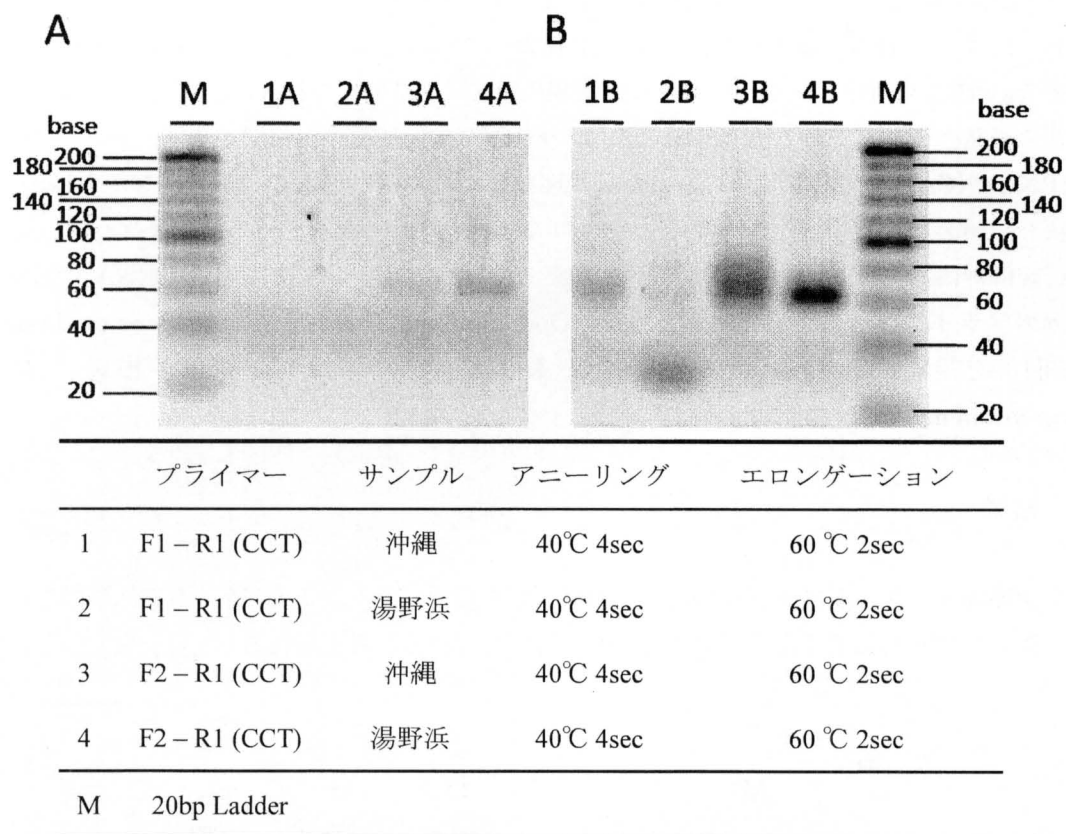 A
B
M 1A 2A 3A 4A
1B 2B 3B 4B M
base
200
180
160
140
120
100
80
60
40
20
base
200
180
160
140
120
100
80
60
40
20
プライマー サンプル アニーリング エロンゲーション
1 F1 – R1 (CCT) 沖縄 40℃ 4sec 60 ℃ 2sec
2 F1 – R1 (CCT) 湯野浜 40℃ 4sec 60 ℃ 2sec
3 F2 – R1 (CCT) 沖縄 40℃ 4sec 60 ℃ 2sec
4 F2 – R1 (CCT) 湯野浜 40℃ 4sec 60 ℃ 2sec
M 20bp Ladder